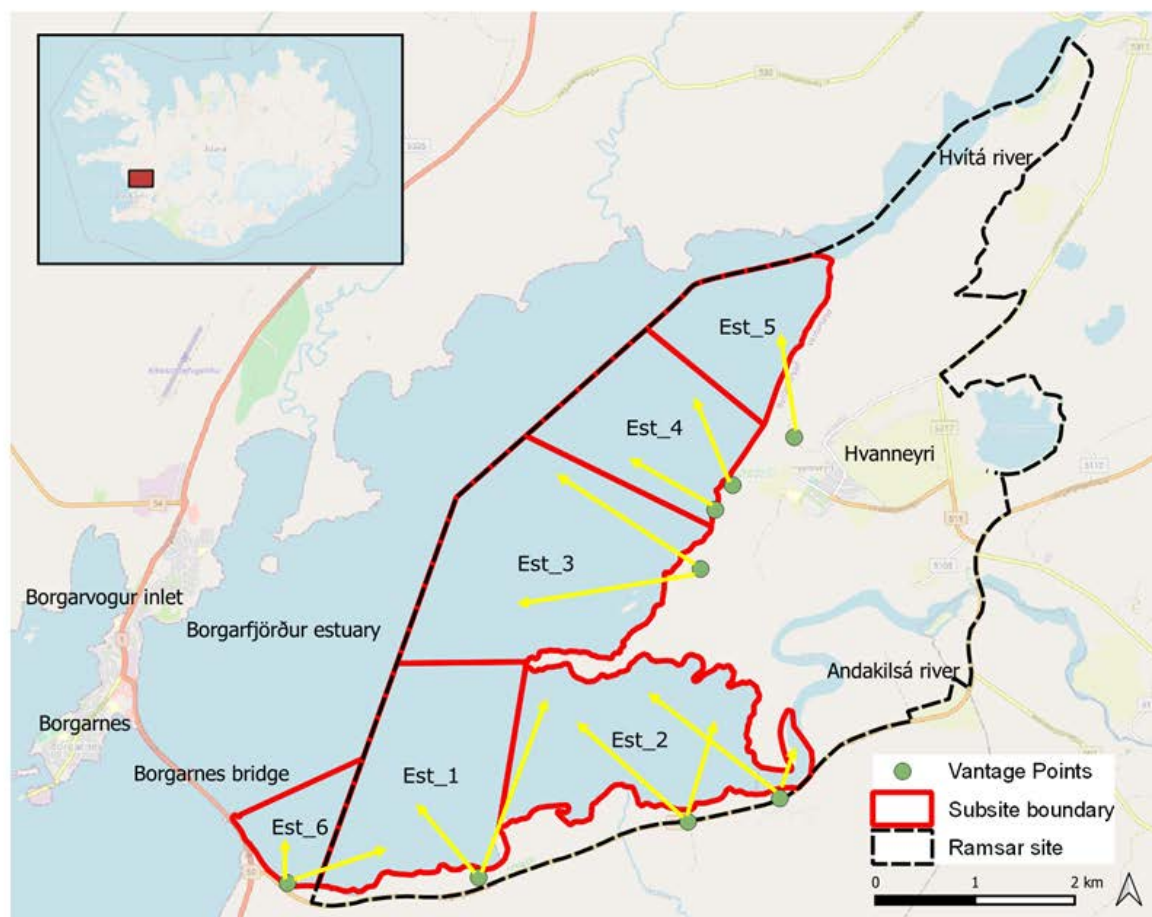 Hvítá river
Est_5
Est_4
Hvanneyri
Est_3
Borgarvogur inlet
Borgarfjörður estuary
Andakilsá river
Borgarnes
Est_2
Borgarnes bridge
Est_1
Est_6
Vantage Points
Subsite boundary
Ramsar site
0 1 2 km